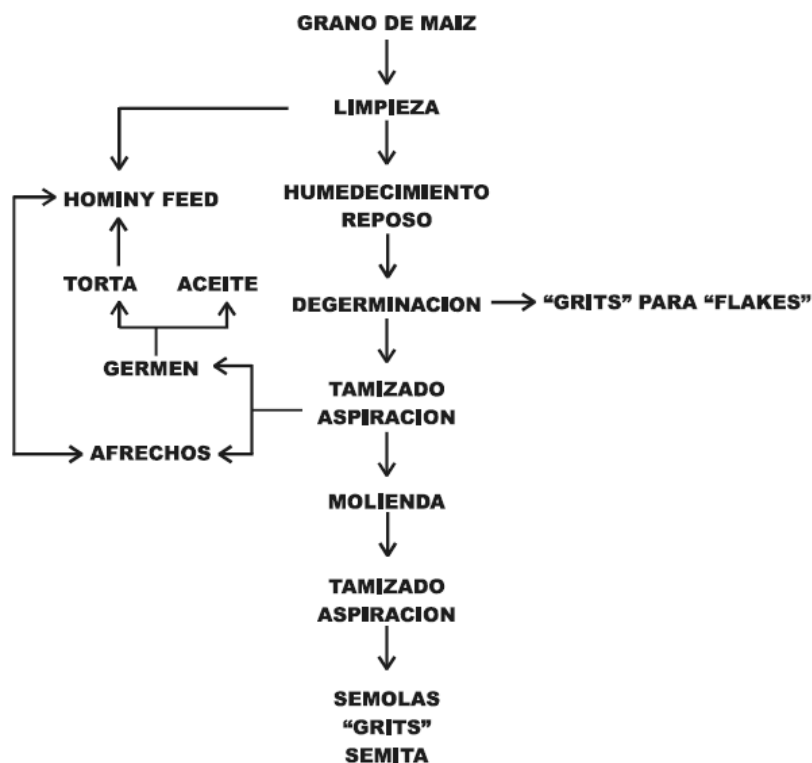 GRANO DE MAIZ
LIMPIEZA
HOMINY FEED
HUMEDECIMIENTO
REPOSO
TORTA
ACEITE
DEGERMINACION
“GRITS” PARA “FLAKES”
GERMEN
TAMIZADO
ASPIRACION
AFRECHOS
MOLIENDA
TAMIZADO
ASPIRACION
SEMOLAS
“GRITS”
SEMITA